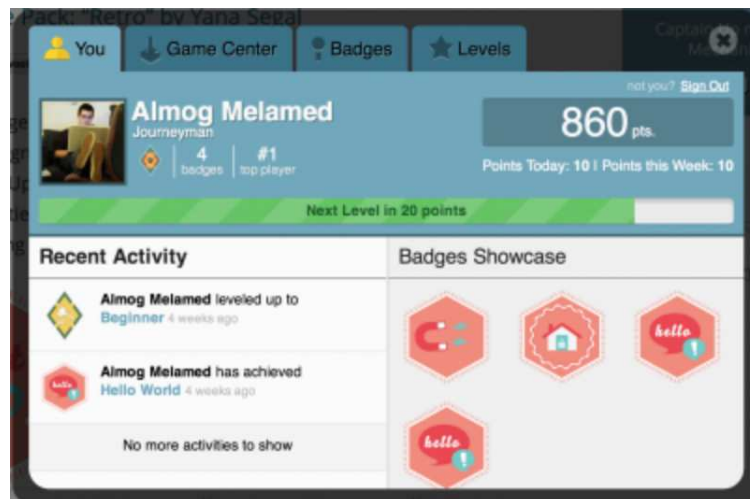 Pack: "Retro" by Yana Segal
You
Game Center
Badges
Levels
not you? Sign Out
Almog Melamed
Journeyman
860 pts.
4
badges
#1
top player
Points Today: 10 | Points this Week: 10
Next Level in 20 points
Recent Activity
Badges Showcase
Almog Melamed leveled up to
Beginner 4 weeks ago
Almog Melamed has achieved
Hello World 4 weeks ago
No more activities to show
hello
hello
hello